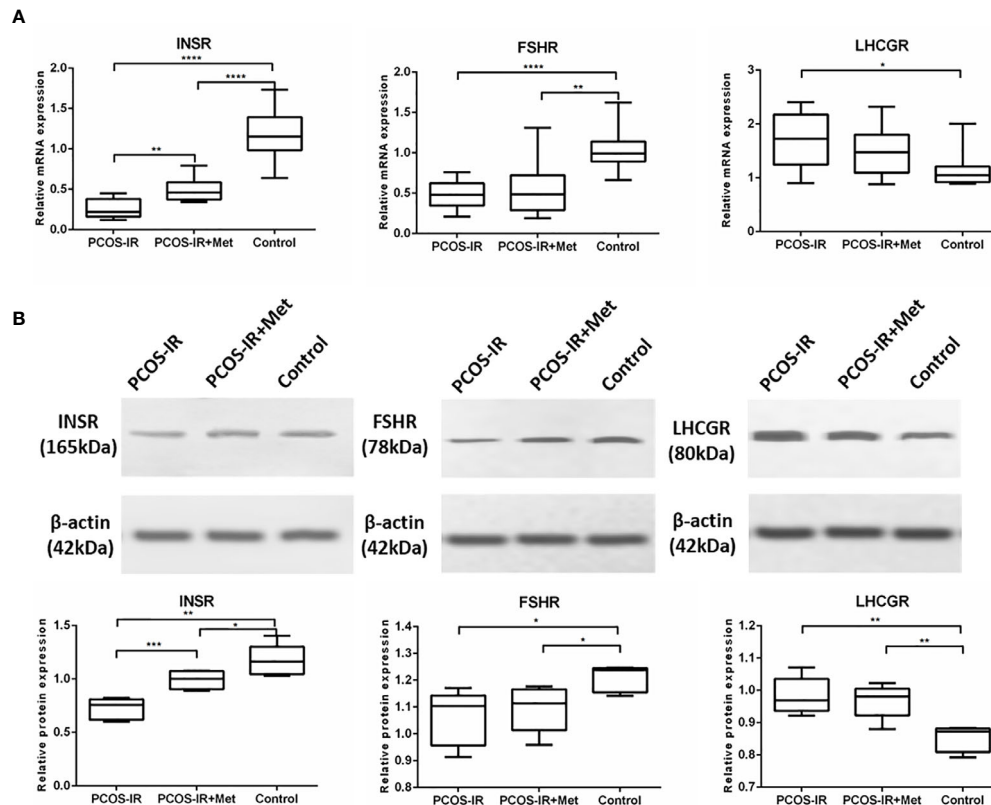 A
INSR
Relative mRNA expression
2.0
1.5
1.0
0.5
0.0
****
****
**
PCOS-IR PCOS-IR+Met Control
FSHR
Relative mRNA expression
2.0
1.5
1.0
0.5
0.0
****
**
PCOS-IR PCOS-IR+Met Control
LHCGR
Relative mRNA expression
3
2
1
0
*
PCOS-IR PCOS-IR+Met Control
B
PCOS-IR PCOS-IR+Met Control
INSR
(165kDa)
β-actin
(42kDa)
PCOS-IR PCOS-IR+Met Control
FSHR
(78kDa)
β-actin
(42kDa)
PCOS-IR PCOS-IR+Met Control
LHCGR
(80kDa)
β-actin
(42kDa)
INSR
Relative protein expression
1.5
1.0
0.5
0.0
**
*
***
PCOS-IR PCOS-IR+Met Control
FSHR
Relative protein expression
1.4
1.3
1.2
1.1
1.0
0.9
0.8
*
*
PCOS-IR PCOS-IR+Met Control
LHCGR
Relative protein expression
1.2
1.1
1.0
0.9
0.8
0.7
**
**
PCOS-IR PCOS-IR+Met Control